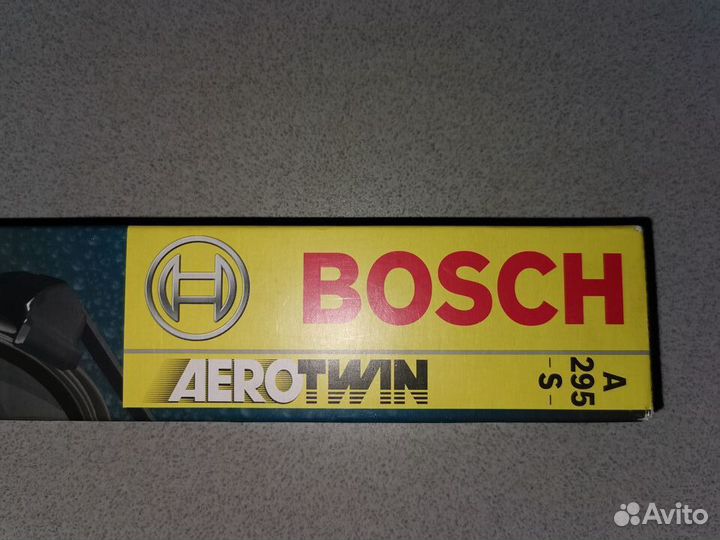 BOSCH
AEROTWIN
A
295
- S -
Avito